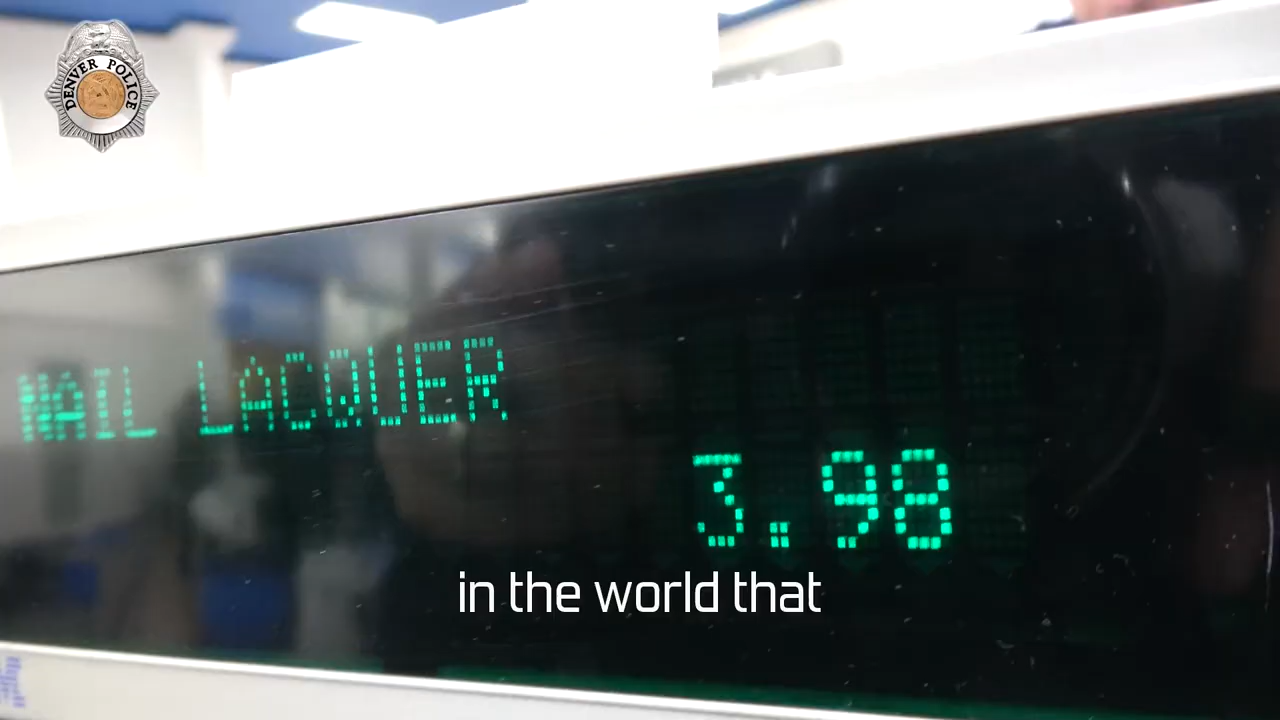 DENVER POLICE
NAIL LACQUER
3.98
in the world that